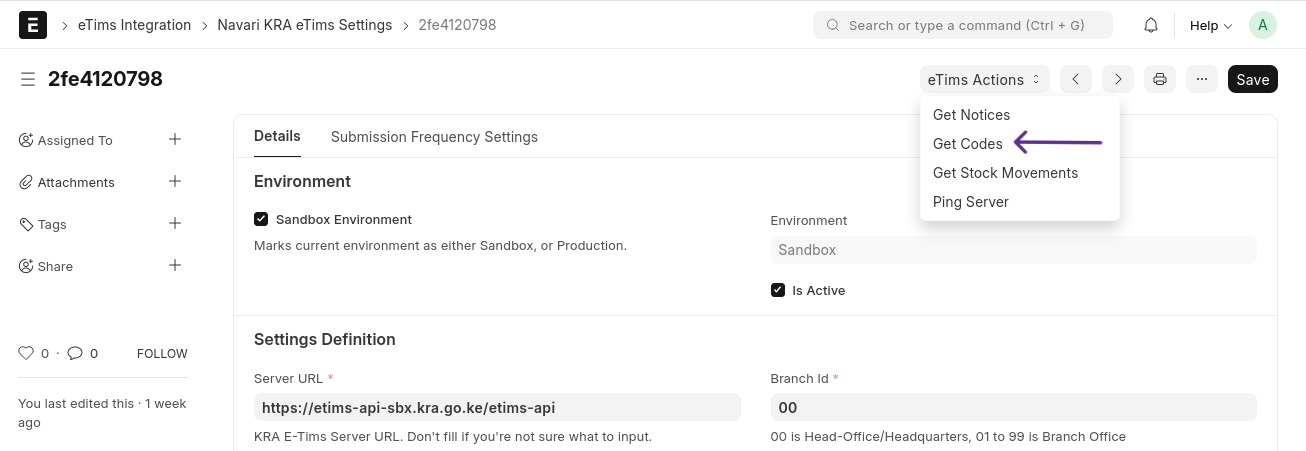 E
eTims Integration
Navari KRA eTims Settings
2fe4120798
Search or type a command (Ctrl + G)
Help
A
2fe4120798
eTims Actions
Save
Get Notices
Get Codes
Get Stock Movements
Ping Server
Assigned To
Attachments
Tags
Share
0 · 0 FOLLOW
You last edited this · 1 week
ago
Details
Submission Frequency Settings
Environment
Sandbox Environment
Marks current environment as either Sandbox, or Production.
Environment
Sandbox
Is Active
Settings Definition
Server URL *
https://etims-api-sbx.kra.go.ke/etims-api
KRA E-Tims Server URL. Don't fill if you're not sure what to input.
Branch Id *
00
00 is Head-Office/Headquarters, 01 to 99 is Branch Office